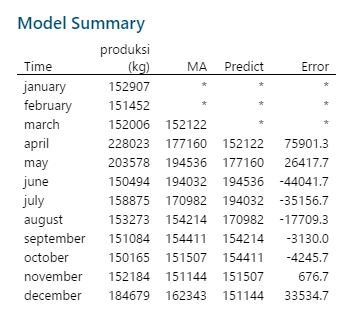 Model Summary
produksi
Time (kg) MA Predict Error
january 152907 * * *
february 151452 * * *
march 152006 152122 * *
april 228023 177160 152122 75901.3
may 203578 194536 177160 26417.7
june 150494 194032 194536 -44041.7
july 158875 170982 194032 -35156.7
august 153273 154214 170982 -17709.3
september 151084 154411 154214 -3130.0
october 150165 151507 154411 -4245.7
november 152184 151144 151507 676.7
december 184679 162343 151144 33534.7